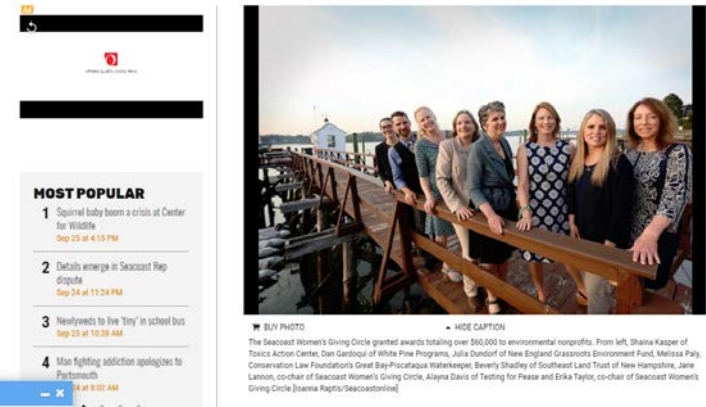 Ad
MOST POPULAR
1 Squirrel baby boom a crisis at Center
for Wildlife
Sep 25 at 4:15 PM
2 Details emerge in Seacoast Rep
dispute
Sep 24 at 11:24 PM
3 Newlyweds to live 'tiny' in school bus
Sep 25 at 10:38 AM
4 Man fighting addiction apologizes to
Portsmouth
24 at 8:02 AM
BUY PHOTO
HIDE CAPTION
The Seacoast Women's Giving Circle granted awards totaling over $60,000 to environmental nonprofits. From left, Shaina Kasper of
Toxics Action Center, Dan Gardoqui of White Pine Programs, Julia Dundorf of New England Grassroots Environment Fund, Melissa Paly,
Conservation Law Foundation's Great Bay-Piscataqua Waterkeeper, Beverly Shadley of Southeast Land Trust of New Hampshire, Jane
Lannon, co-chair of Seacoast Women's Giving Circle, Alayna Davis of Testing for Pease and Erika Taylor, co-chair of Seacoast Women's
Giving Circle.[Ioanna Raptis/Seacoastonline]